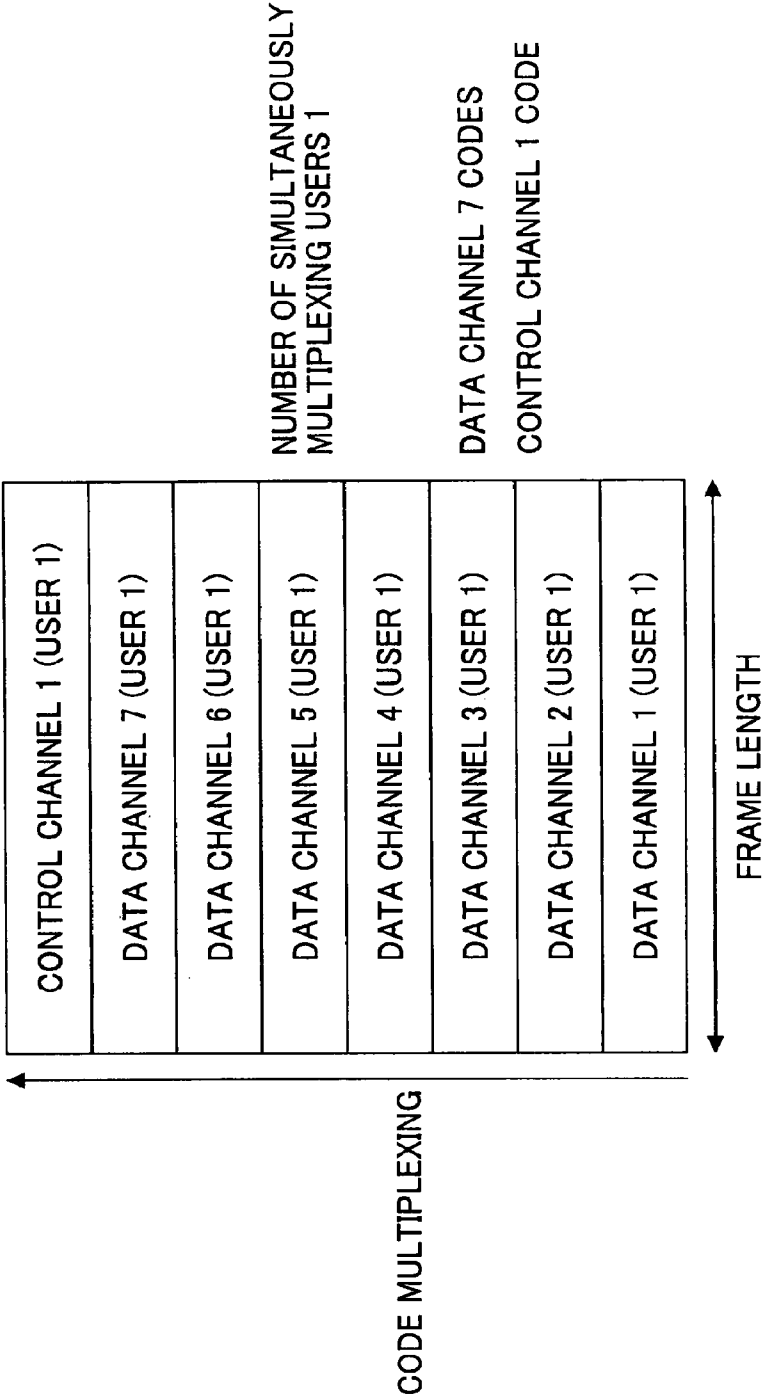 CODE MULTIPLEXING
CONTROL CHANNEL 1 (USER 1)
DATA CHANNEL 7 (USER 1)
DATA CHANNEL 6 (USER 1)
DATA CHANNEL 5 (USER 1)
DATA CHANNEL 4 (USER 1)
DATA CHANNEL 3 (USER 1)
DATA CHANNEL 2 (USER 1)
DATA CHANNEL 1 (USER 1)
FRAME LENGTH
NUMBER OF SIMULTANEOUSLY
MULTIPLEXING USERS 1
DATA CHANNEL 7 CODES
CONTROL CHANNEL 1 CODE